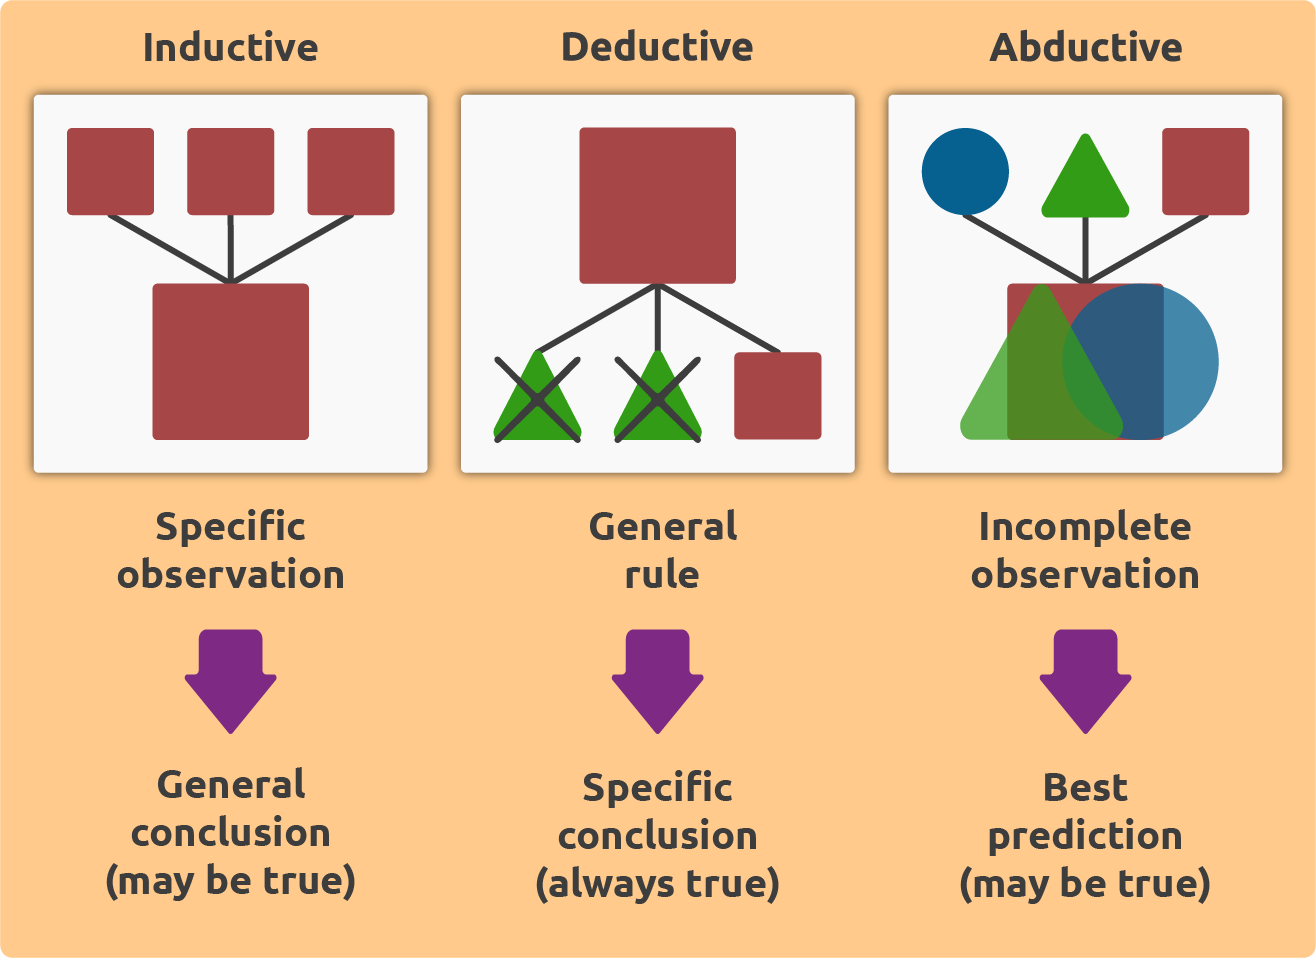 Inductive
Deductive
Abductive
Specific
observation
General
rule
Incomplete
observation
General
conclusion
(may be true)
Specific
conclusion
(always true)
Best
prediction
(may be true)